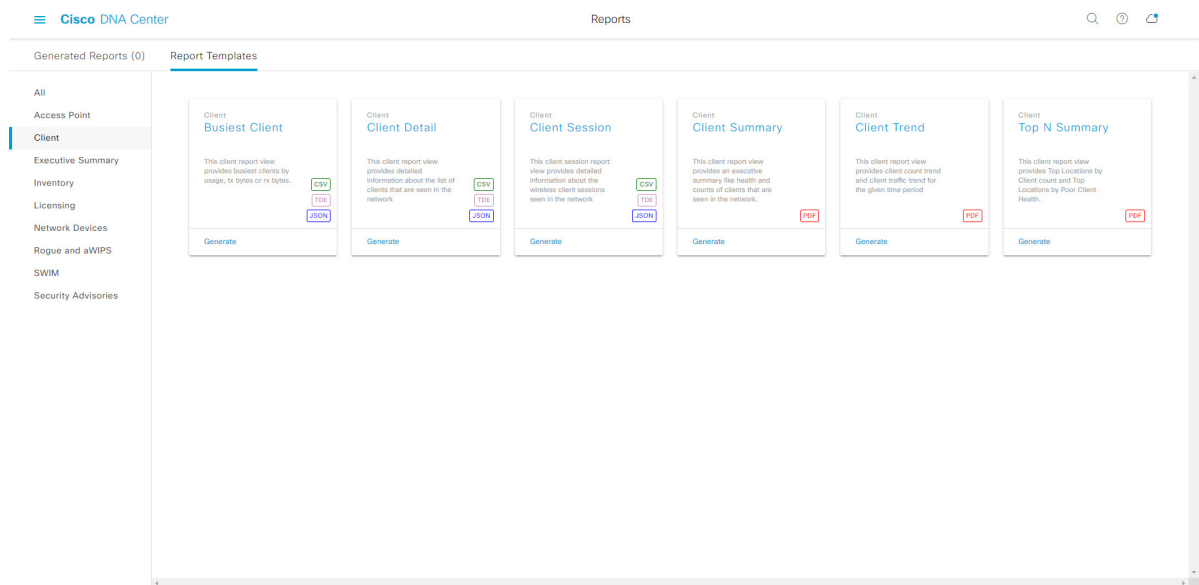 Cisco DNA Center
Reports
Generated Reports (0)
Report Templates
All
Access Point
Client
Executive Summary
Inventory
Licensing
Network Devices
Rogue and aWIPS
SWIM
Security Advisories
Client
Busiest Client
This client report view
provides busiest clients by
usage, tx bytes or rx bytes.
CSV
TDE
JSON
Generate
Client
Client Detail
This client report view
provides detailed
information about the list of
clients that are seen in the
network
CSV
TDE
JSON
Generate
Client
Client Session
This client session report
view provides detailed
information about the
wireless client sessions
seen in the network
CSV
TDE
JSON
Generate
Client
Client Summary
This client report view
provides an executive
summary like health and
counts of clients that are
seen in the network.
PDF
Generate
Client
Client Trend
This client report view
provides client count trend
and client traffic trend for
the given time period
PDF
Generate
Client
Top N Summary
This client report view
provides Top Locations by
Client count and Top
Locations by Poor Client
Health.
PDF
Generate